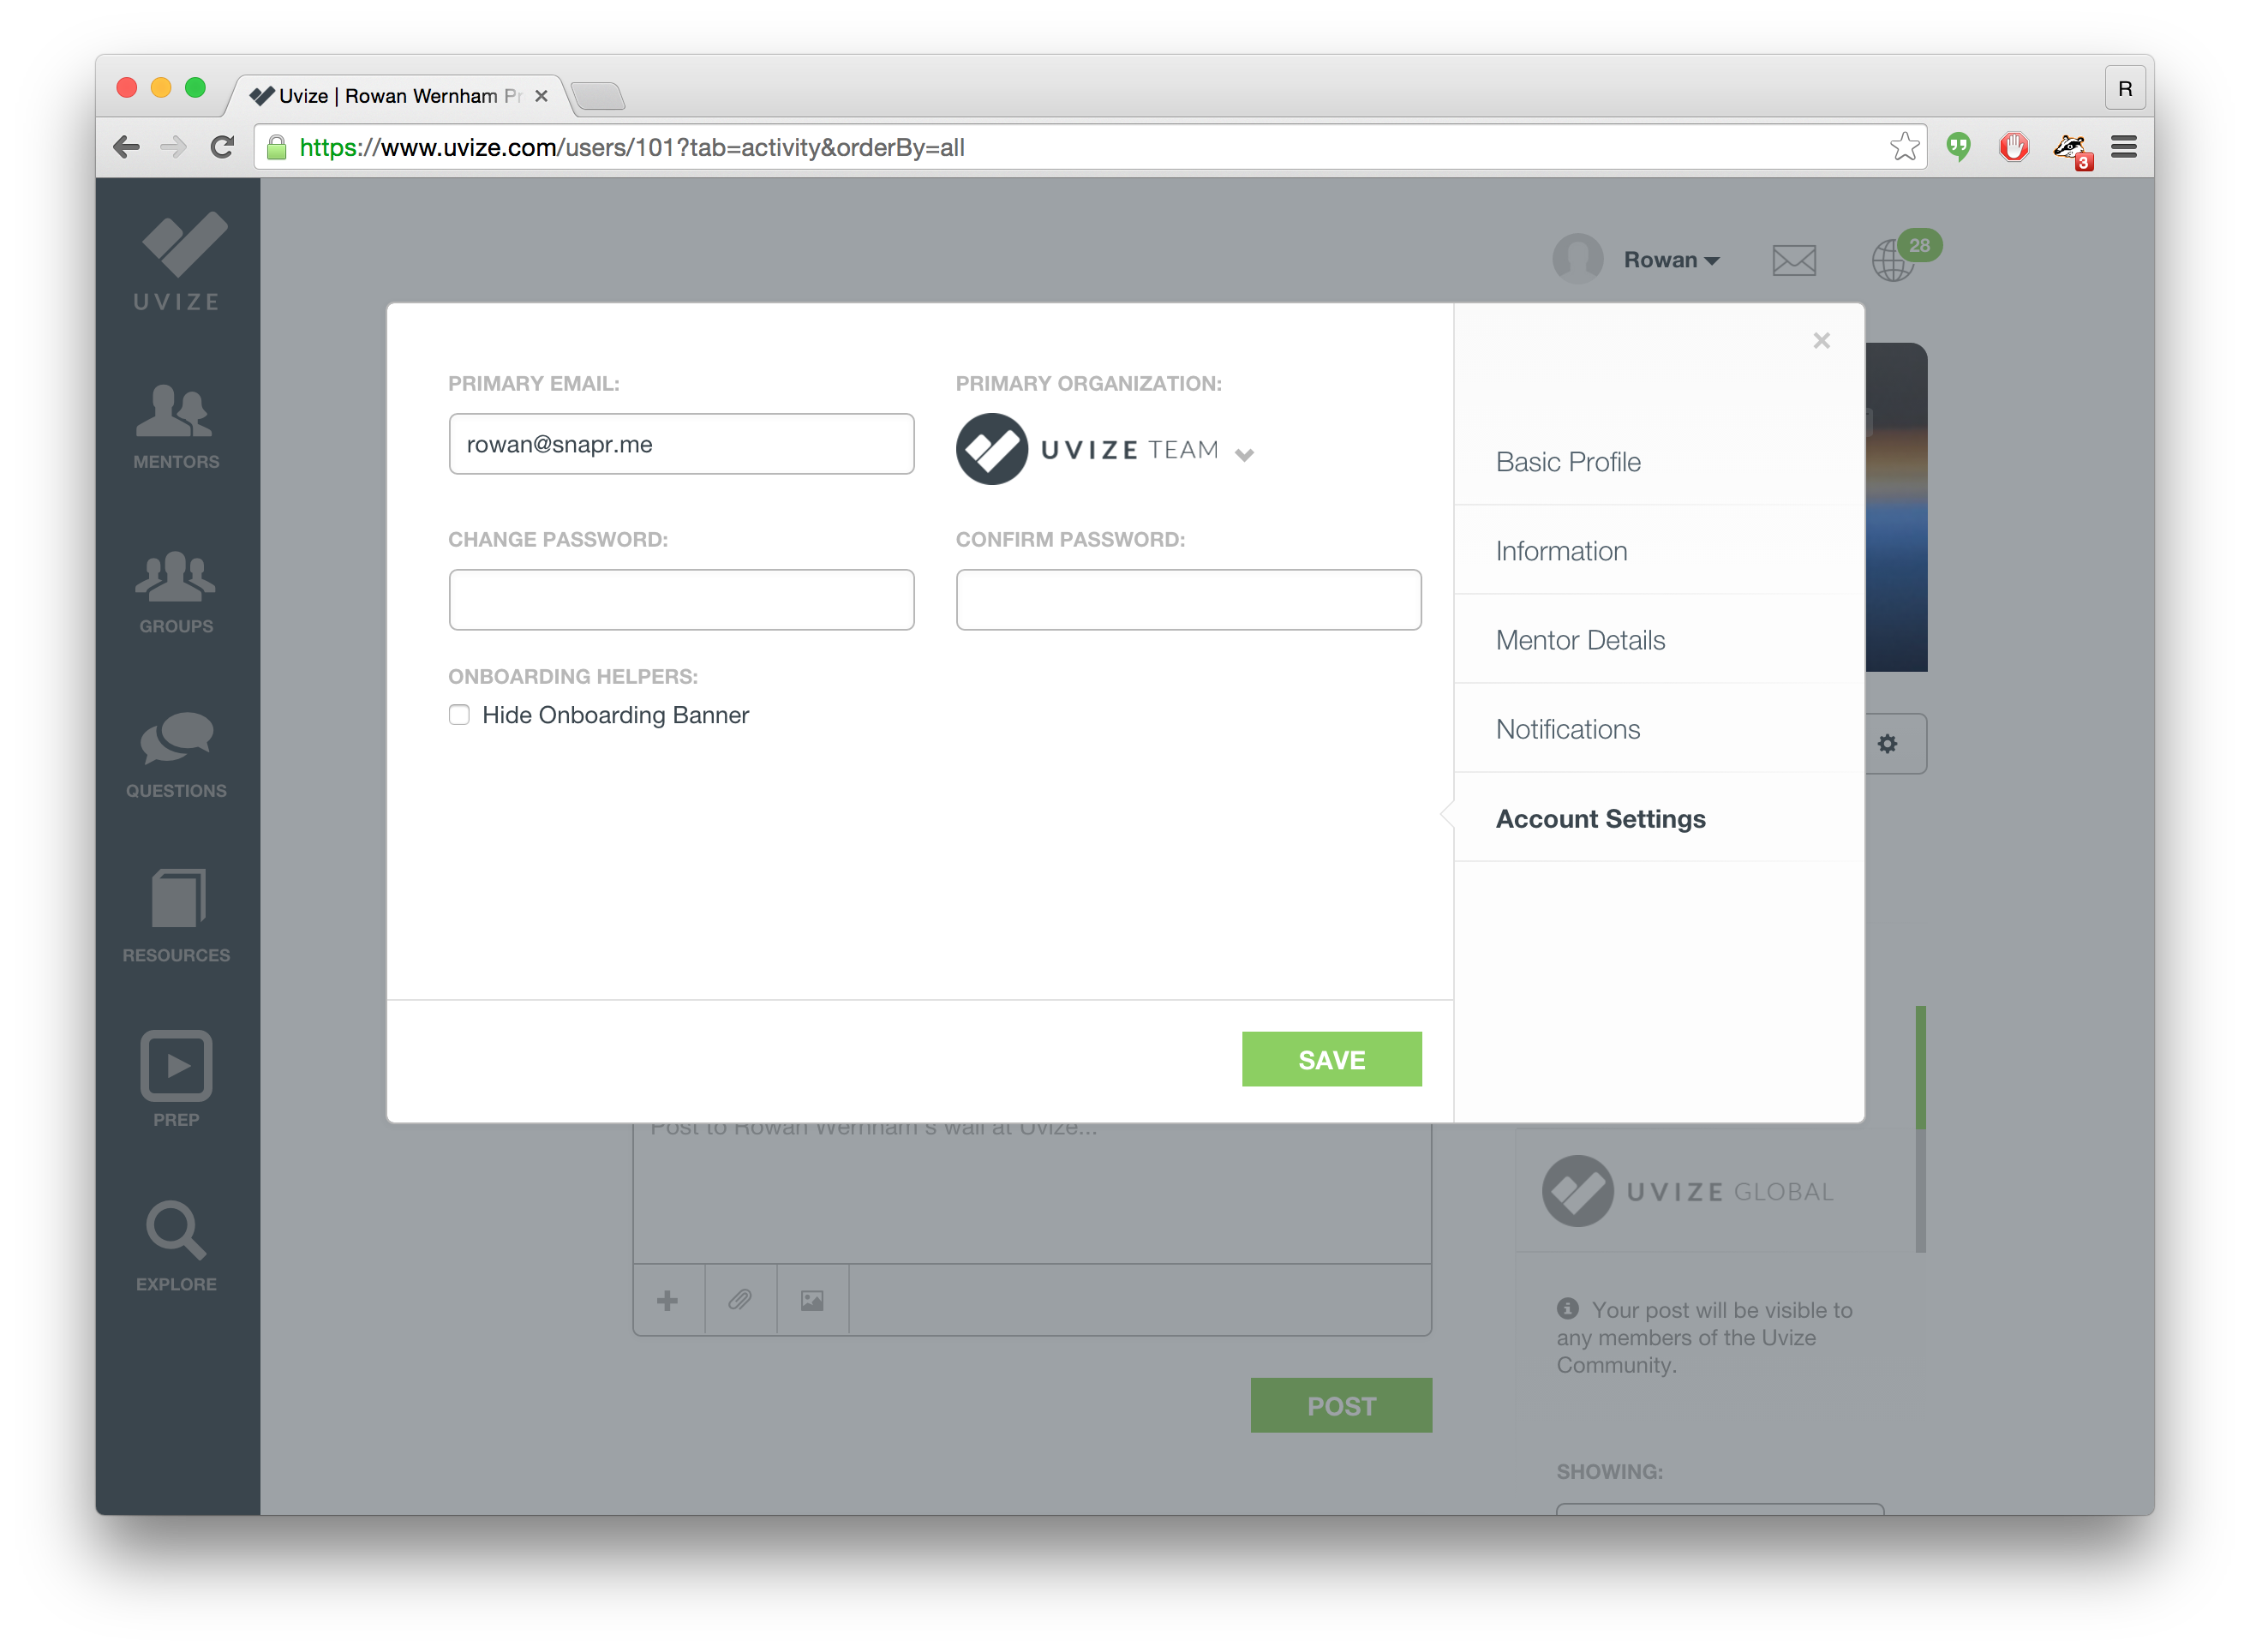 Uvize | Rowan Wernham Pr
R
https://www.uvize.com/users/101?tab=activity&orderBy=all
3
UVIZE
Rowan
28
MENTORS
GROUPS
QUESTIONS
RESOURCES
PREP
EXPLORE
PRIMARY EMAIL:
rowan@snapr.me
PRIMARY ORGANIZATION:
UVIZE TEAM
CHANGE PASSWORD:
CONFIRM PASSWORD:
ONBOARDING HELPERS:
Hide Onboarding Banner
SAVE
Basic Profile
Information
Mentor Details
Notifications
Account Settings
Post to Rowan Wernham's wall at Uvize...
POST
UVIZE GLOBAL
Your post will be visible to
any members of the Uvize
Community.
SHOWING: